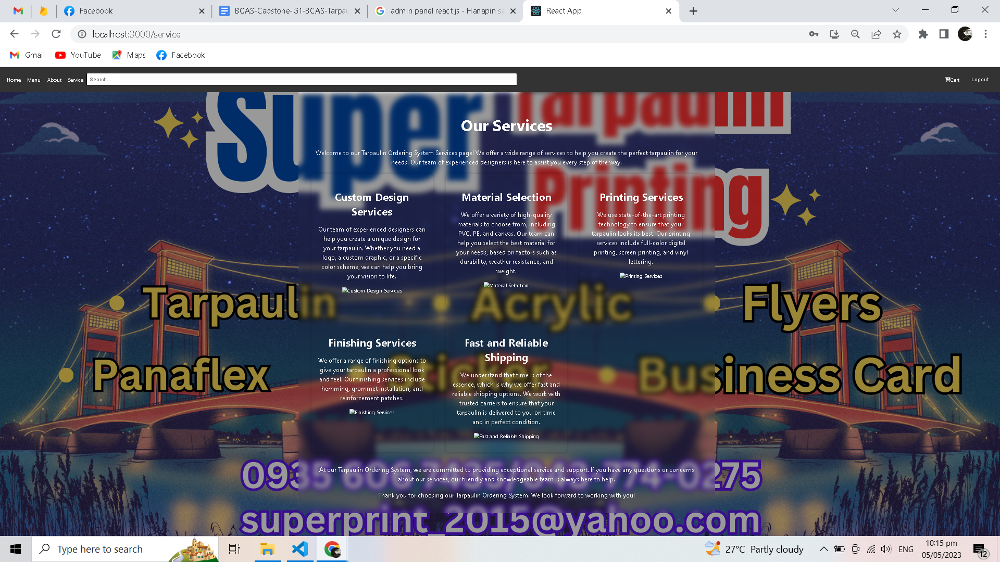 Facebook
BCAS-Capstone-G1-BCAS-Tarpau
admin panel react js - Hanapin sa
React App
localhost:3000/service
Gmail
YouTube
Maps
Facebook
Home
Menu
About
Service
Search...
Cart
Logout
Super Tarpaulin
Printing
Our Services
Welcome to our Tarpaulin Ordering System Services page! We offer a wide range of services to help you create the perfect tarpaulin for your
needs. Our team of experienced designers is here to assist you every step of the way.
Custom Design
Services
Our team of experienced designers can
help you create a unique design for
your tarpaulin. Whether you need a
logo, a custom graphic, or a specific
color scheme, we can help you bring
your vision to life.
Custom Design Services
Material Selection
We offer a variety of high-quality
materials to choose from, including
PVC, PE, and canvas. Our team can
help you select the best material for
your needs, based on factors such as
durability, weather resistance, and
weight.
Material Selection
Printing Services
We use state-of-the-art printing
technology to ensure that your
tarpaulin looks its best. Our printing
services include full-color digital
printing, screen printing, and vinyl
lettering.
Printing Services
• Tarpaulin • Acrylic • Flyers
• Panaflex Sticker • Business Card
Finishing Services
We offer a range of finishing options to
give your tarpaulin a professional look
and feel. Our finishing services include
hemming, grommet installation, and
reinforcement patches.
Finishing Services
Fast and Reliable
Shipping
We understand that time is of the
essence, which is why we offer fast and
reliable shipping options. We work with
trusted carriers to ensure that your
tarpaulin is delivered to you on time
and in perfect condition.
Fast and Reliable Shipping
At our Tarpaulin Ordering System, we are committed to providing exceptional service and support. If you have any questions or concerns
about our services, our friendly and knowledgeable team is always here to help.
Thank you for choosing our Tarpaulin Ordering System. We look forward to working with you!
superprint_2015@yahoo.com
Type here to search
27°C Partly cloudy
ENG
10:15 pm
05/05/2023
12